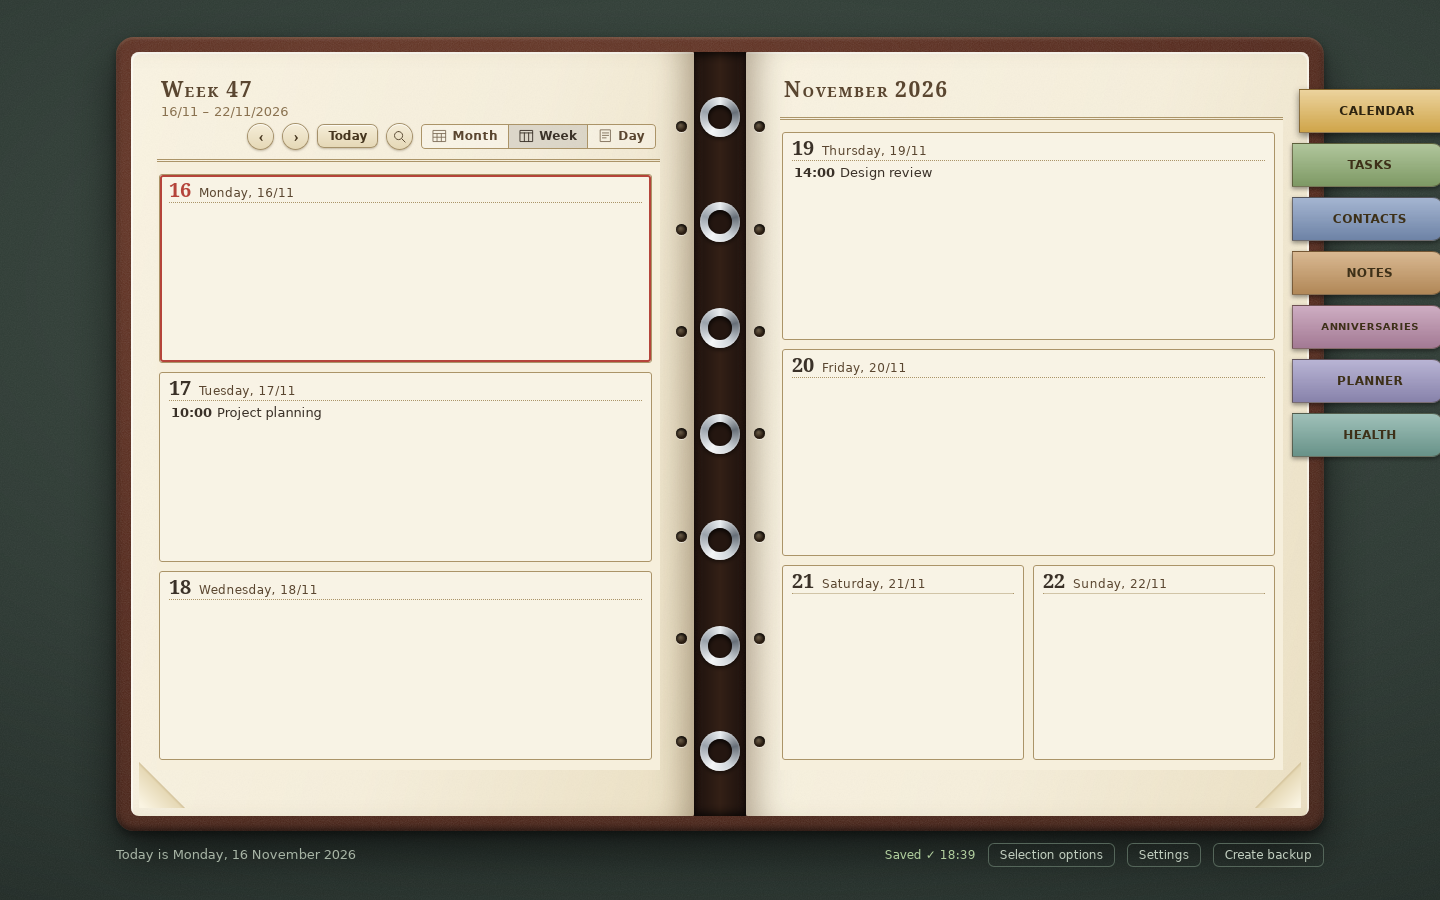 Week 47
16/11 – 22/11/2026
‹ › Today Month Week Day
16 Monday, 16/11
17 Tuesday, 17/11
10:00 Project planning
18 Wednesday, 18/11
November 2026
19 Thursday, 19/11
14:00 Design review
20 Friday, 20/11
21 Saturday, 21/11
22 Sunday, 22/11
CALENDAR
TASKS
CONTACTS
NOTES
ANNIVERSARIES
PLANNER
HEALTH
Today is Monday, 16 November 2026
Saved ✓ 18:39 Selection options Settings Create backup